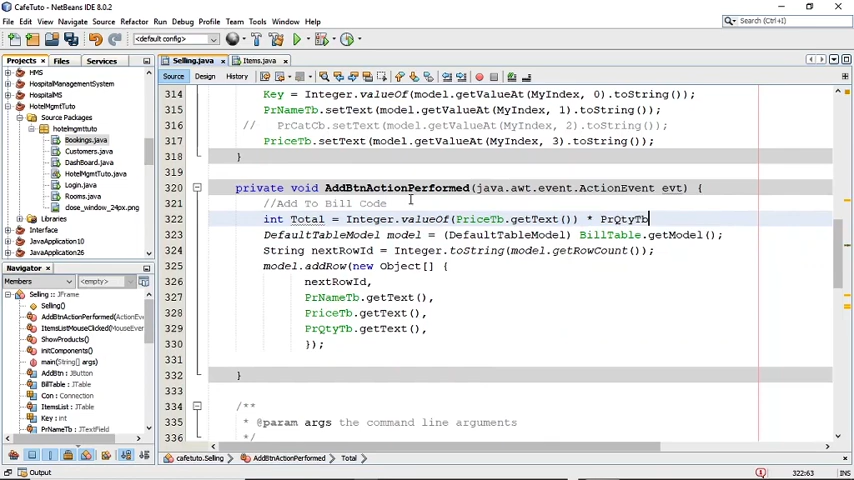 CafeTuto - NetBeans IDE 8.0.2
File Edit View Navigate Source Refactor Run Debug Profile Team Tools Window Help
Search (Ctrl+I)
<default config>
Projects Files Services
Selling.java Items.java
Source Design History
HMS
HospitalManagementSystem
HospitalMS
HotelMgmtTuto
Source Packages
hotelmgmttuto
Bookings.java
Customers.java
DashBoard.java
HotelMgmtTuto.java
Login.java
Rooms.java
close_window_24px.png
Libraries
Interface
JavaApplication10
JavaApplication26
Navigator
Members <empty>
Selling :: JFrame
Selling()
AddBtnActionPerformed(ActionEvent
ItemsListMouseClicked(MouseEver
ShowProducts()
initComponents()
main(String[] args)
AddBtn : JButton
BillTable : JTable
Con : Connection
ItemsList : JTable
Key : int
PrNameTb : JTextField
314 Key = Integer.valueOf(model.getValueAt(MyIndex, 0).toString());
315 PrNameTb.setText(model.getValueAt(MyIndex, 1).toString());
316 // PrCatCb.setText(model.getValueAt(MyIndex, 2).toString());
317 PriceTb.setText(model.getValueAt(MyIndex, 3).toString());
318 }
320 private void AddBtnActionPerformed(java.awt.event.ActionEvent evt) {
321 //Add To Bill Code
322 int Total = Integer.valueOf(PriceTb.getText()) * PrQtyTb
323 DefaultTableModel model = (DefaultTableModel) BillTable.getModel();
324 String nextRowId = Integer.toString(model.getRowCount());
325 model.addRow(new Object[] {
326 nextRowId,
327 PrNameTb.getText(),
328 PriceTb.getText(),
329 PrQtyTb.getText(),
330 });
331
332 }
334 /**
335 * @param args the command line arguments
336 */
cafetuto.Selling AddBtnActionPerformed Total
Output
322:63